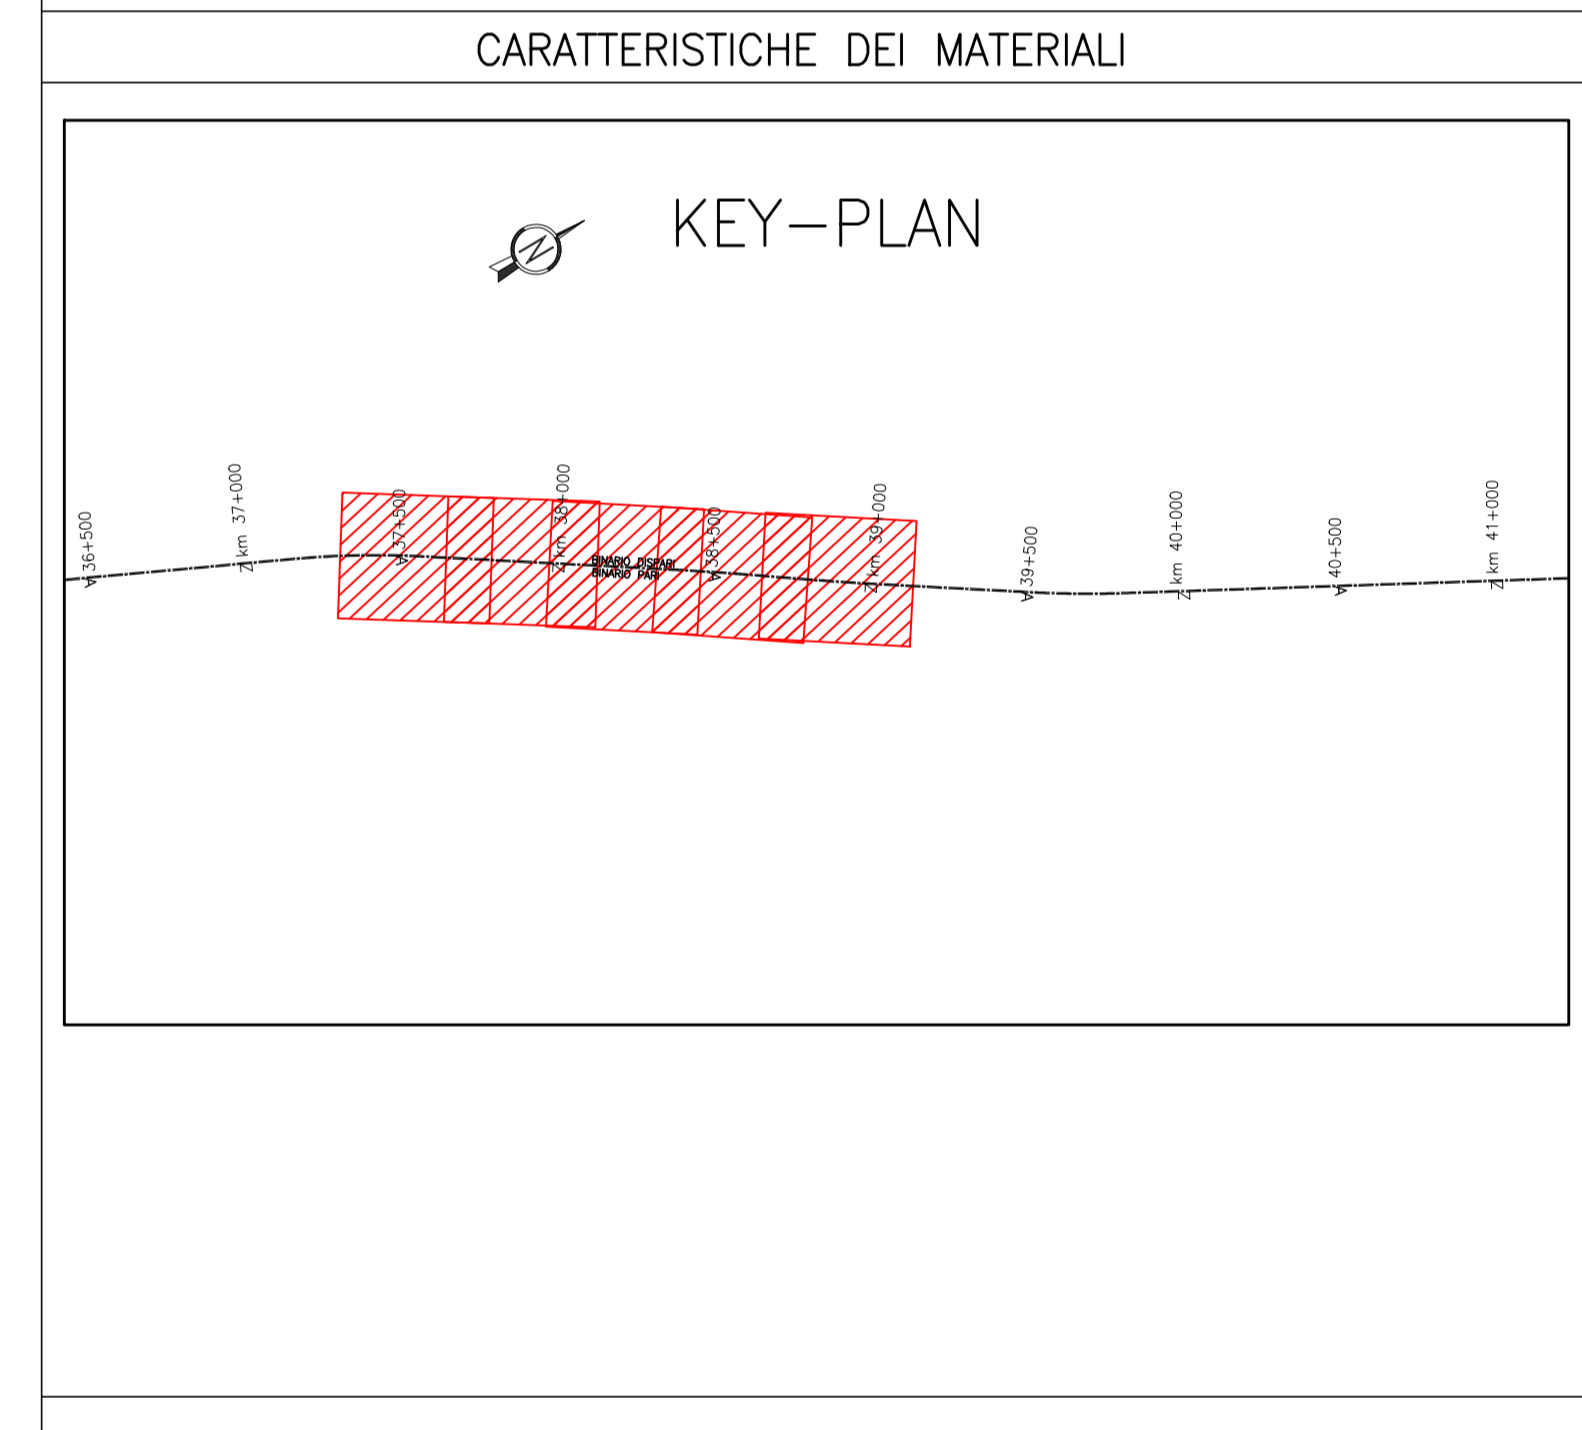 CARATTERISTICHE DEI MATERIALI
KEY-PLAN
N
36+500
km 37+000
37+500
km 38+000
BINARIO DISPARI
BINARIO PARI
38+500
km 39+000
39+500
km 40+000
40+500
km 41+000